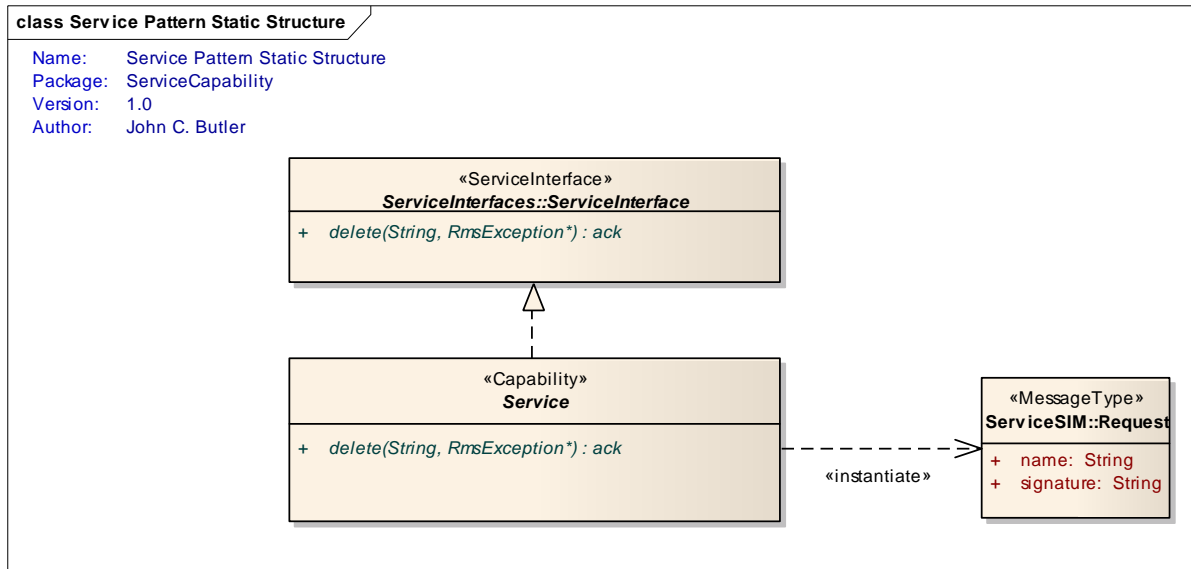 class Service Pattern Static Structure
Name: Service Pattern Static Structure
Package: ServiceCapability
Version: 1.0
Author: John C. Butler
«ServiceInterface»
ServiceInterfaces::ServiceInterface
+ delete(String, RmsException*) : ack
«Capability»
Service
+ delete(String, RmsException*) : ack
«instantiate»
«MessageType»
ServiceSIM::Request
+ name: String
+ signature: String